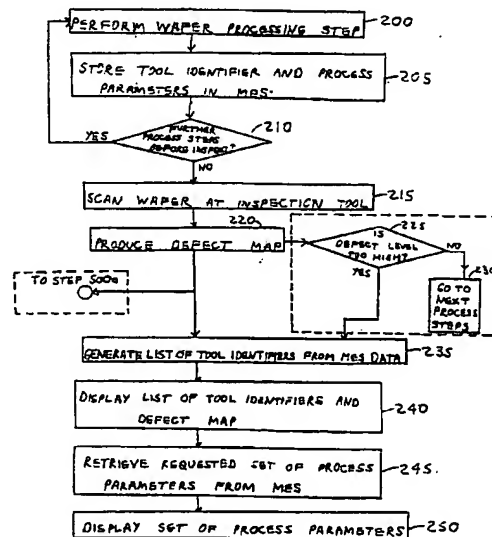 PERFORM WAFER PROCESSING STEP
200
STORE TOOL IDENTIFIER AND PROCESS
PARAMETERS IN MES.
205
FURTHER
PROCESS STEPS
BEFORE INSPECT?
210
YES
NO
SCAN WAFER AT INSPECTION TOOL
215
220
PRODUCE DEFECT MAP
225
IS
DEFECT LEVEL
TOO HIGH?
NO
YES
230
GO TO
NEXT
PROCESS
STEPS
TO STEP 500a
GENERATE LIST OF TOOL IDENTIFIERS FROM MES DATA
235
DISPLAY LIST OF TOOL IDENTIFIERS AND
DEFECT MAP
240
RETRIEVE REQUESTED SET OF PROCESS
PARAMETERS FROM MES
245.
DISPLAY SET OF PROCESS PARAMETERS
250